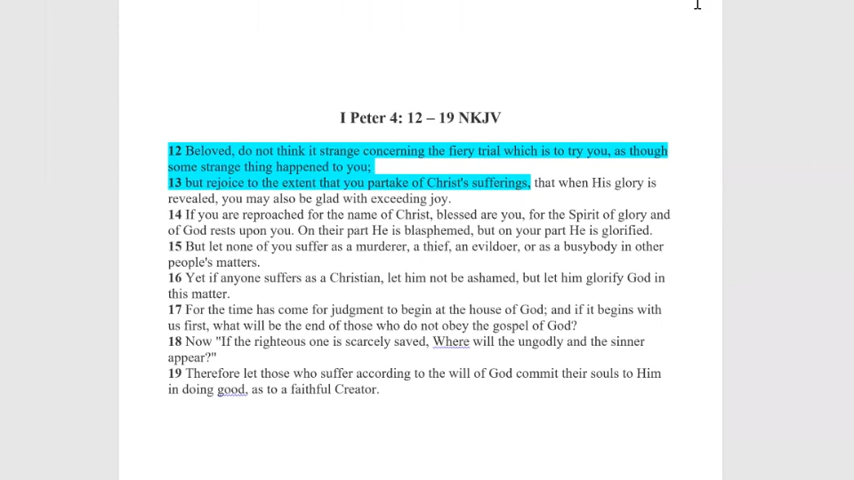 I Peter 4: 12 – 19 NKJV
12 Beloved, do not think it strange concerning the fiery trial which is to try you, as though
some strange thing happened to you;
13 but rejoice to the extent that you partake of Christ's sufferings, that when His glory is
revealed, you may also be glad with exceeding joy.
14 If you are reproached for the name of Christ, blessed are you, for the Spirit of glory and
of God rests upon you. On their part He is blasphemed, but on your part He is glorified.
15 But let none of you suffer as a murderer, a thief, an evildoer, or as a busybody in other
people's matters.
16 Yet if anyone suffers as a Christian, let him not be ashamed, but let him glorify God in
this matter.
17 For the time has come for judgment to begin at the house of God; and if it begins with
us first, what will be the end of those who do not obey the gospel of God?
18 Now "If the righteous one is scarcely saved, Where will the ungodly and the sinner
appear?"
19 Therefore let those who suffer according to the will of God commit their souls to Him
in doing good, as to a faithful Creator.